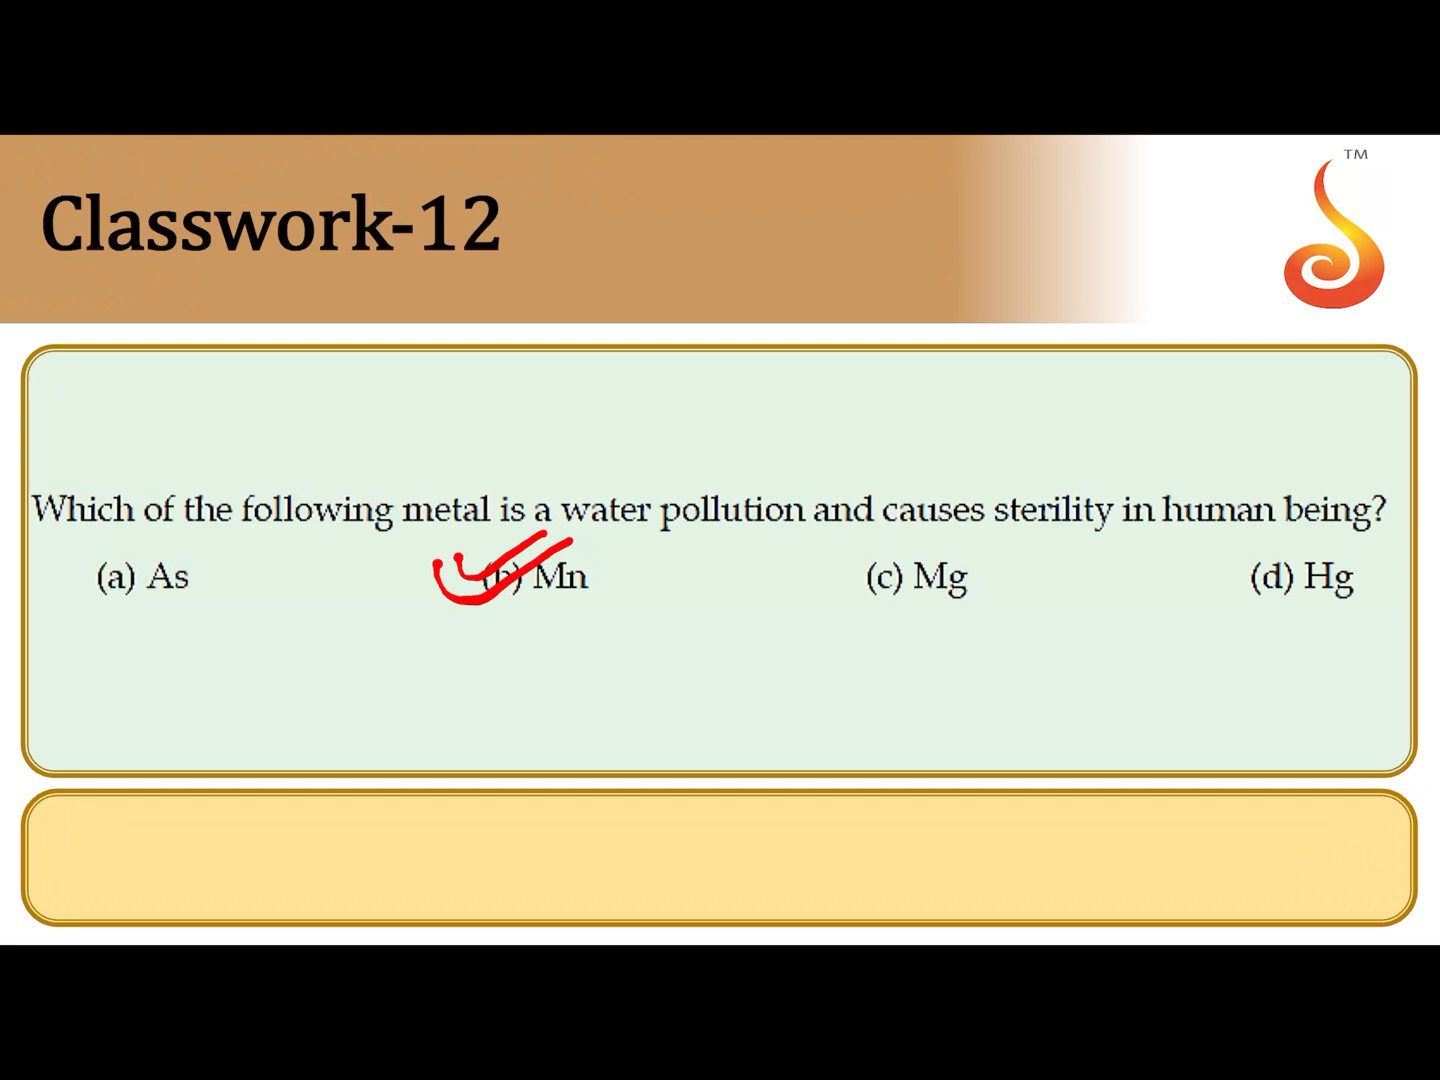 TM
Classwork-12
Which of the following metal is a water pollution and causes sterility in human being?
(a) As (b) Mn (c) Mg (d) Hg